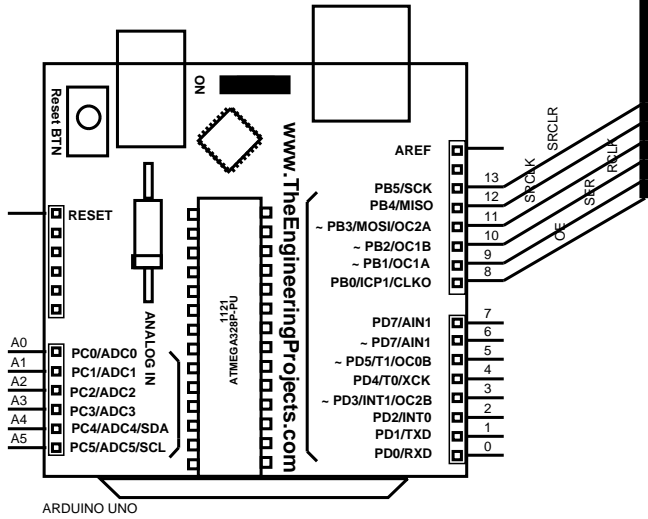 Reset BTN
ON
www.TheEngineeringProjects.com
1121
ATMEGA328P-PU
ANALOG IN
RESET
A0 PC0/ADC0
A1 PC1/ADC1
A2 PC2/ADC2
A3 PC3/ADC3
A4 PC4/ADC4/SDA
A5 PC5/ADC5/SCL
AREF
PB5/SCK 13
PB4/MISO 12
~ PB3/MOSI/OC2A 11
~ PB2/OC1B 10
~ PB1/OC1A 9
PB0/ICP1/CLKO 8
PD7/AIN1 7
~ PD7/AIN1 6
~ PD5/T1/OC0B 5
PD4/T0/XCK 4
~ PD3/INT1/OC2B 3
PD2/INT0 2
PD1/TXD 1
PD0/RXD 0
SRCLR
SRCLK
RCLK
SER
OE
ARDUINO UNO